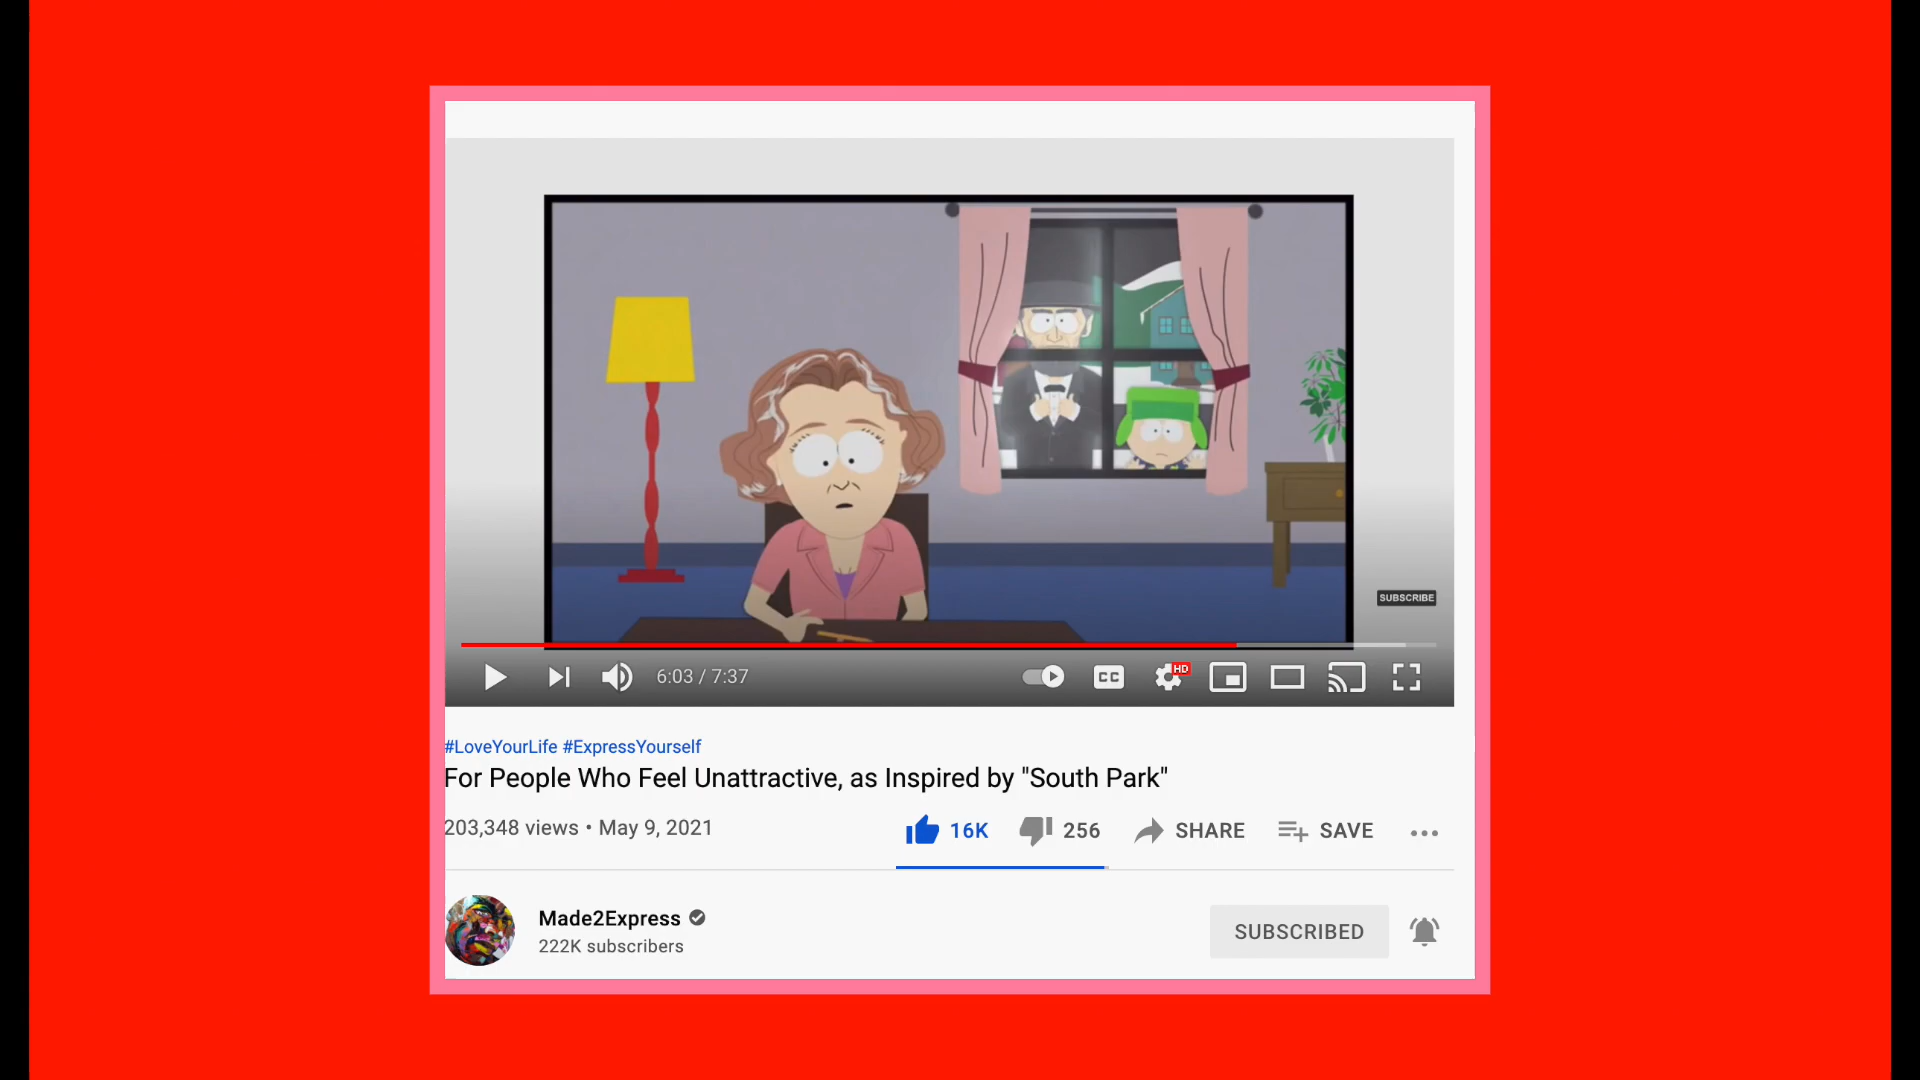 SUBSCRIBE
6:03 / 7:37
CC
HD
#LoveYourLife #ExpressYourself
For People Who Feel Unattractive, as Inspired by "South Park"
203,348 views • May 9, 2021
16K
256
SHARE
SAVE
Made2Express
222K subscribers
SUBSCRIBED